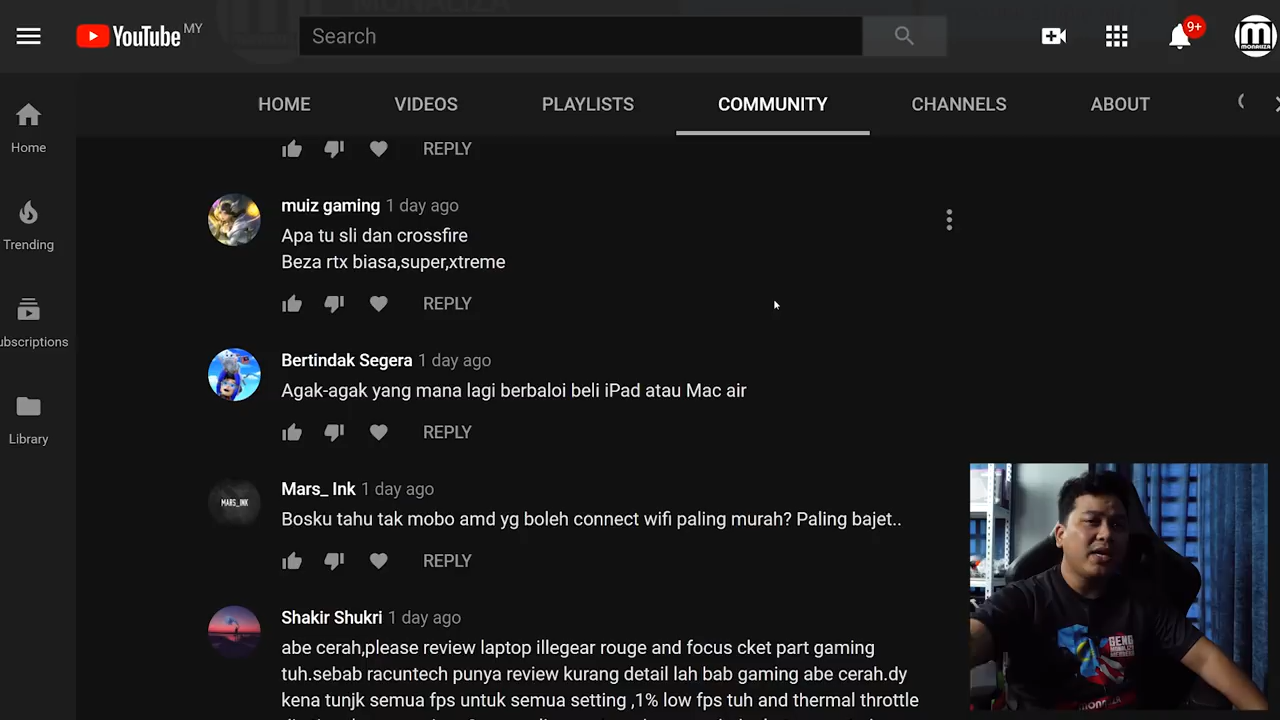 YouTube MY
Search
9+
MONALIZA
HOME VIDEOS PLAYLISTS COMMUNITY CHANNELS ABOUT
Home
Trending
ubscriptions
Library
REPLY
muiz gaming 1 day ago
Apa tu sli dan crossfire
Beza rtx biasa,super,xtreme
REPLY
Bertindak Segera 1 day ago
Agak-agak yang mana lagi berbaloi beli iPad atau Mac air
REPLY
MARS_INK
Mars_ Ink 1 day ago
Bosku tahu tak mobo amd yg boleh connect wifi paling murah? Paling bajet..
REPLY
Shakir Shukri 1 day ago
abe cerah,please review laptop illegear rouge and focus cket part gaming
tuh.sebab racuntech punya review kurang detail lah bab gaming abe cerah.dy
kena tunjk semua fps untuk semua setting ,1% low fps tuh and thermal throttle
GENG
MONALIZA